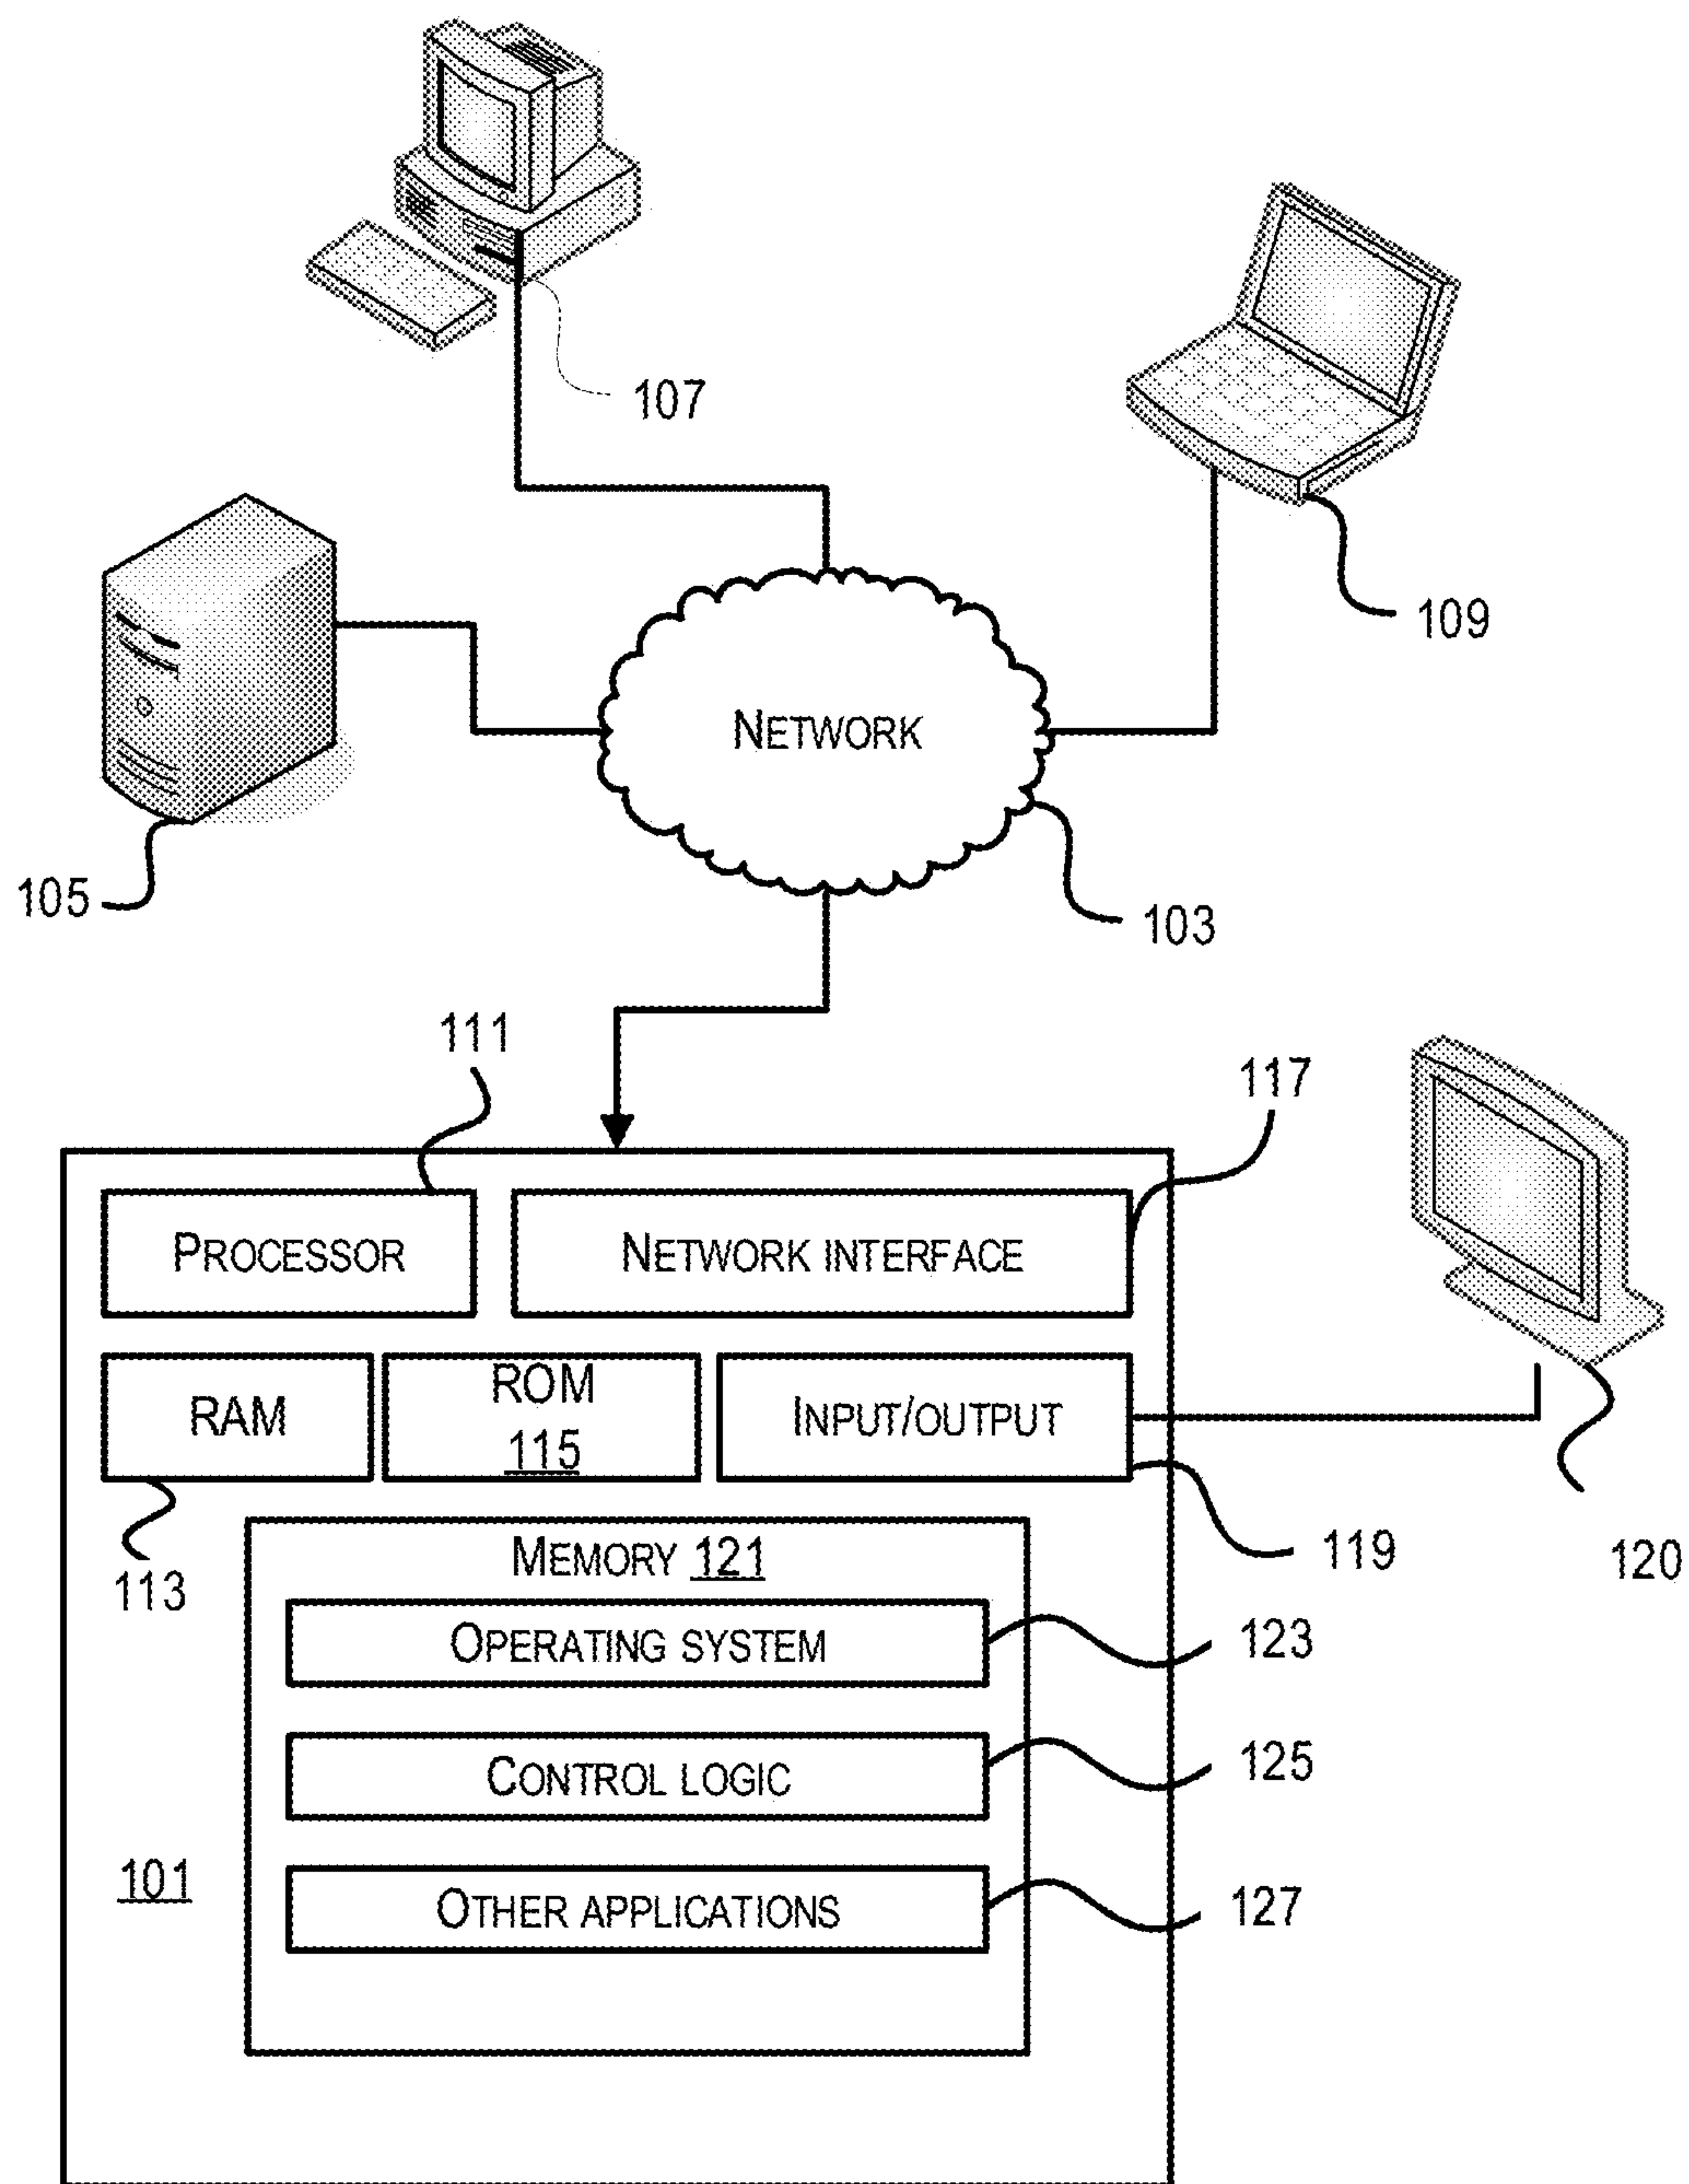 107
109
NETWORK
105
103
111
117
PROCESSOR
NETWORK INTERFACE
RAM
ROM
115
INPUT/OUTPUT
113
119
120
MEMORY 121
OPERATING SYSTEM
123
CONTROL LOGIC
125
101
OTHER APPLICATIONS
127